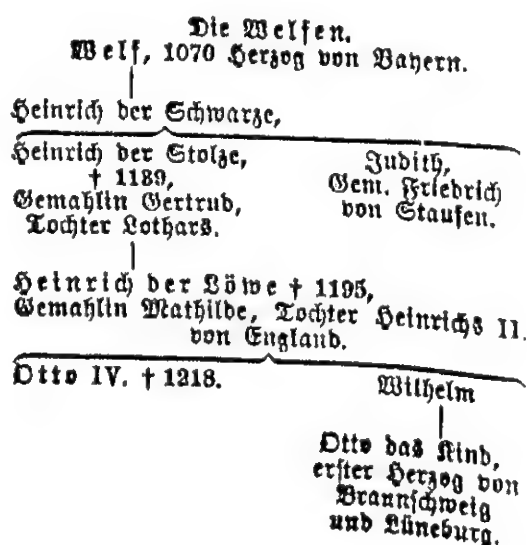 Die Welfen.
Welf, 1070 Herzog von Bayern.
Heinrich der Schwarze,
Heinrich der Stolze,
† 1189,
Gemahlin Gertrud,
Tochter Lothars.
Judith,
Gem. Friedrich
von Staufen.
Heinrich der Löwe † 1195,
Gemahlin Mathilde, Tochter Heinrichs II.
von England.
Otto IV. † 1218.
Wilhelm
Otto das Kind,
erster Herzog von
Braunschweig
und Lüneburg.